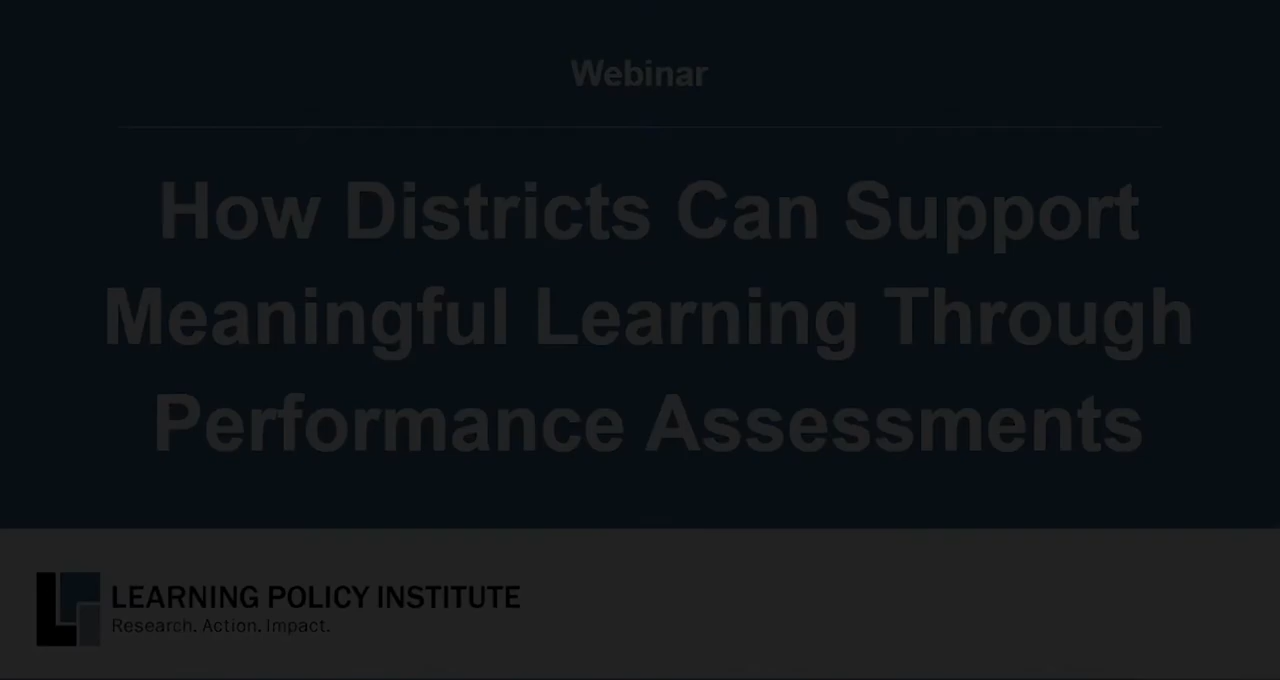 Webinar
How Districts Can Support
Meaningful Learning Through
Performance Assessments
LEARNING POLICY INSTITUTE
Research. Action. Impact.